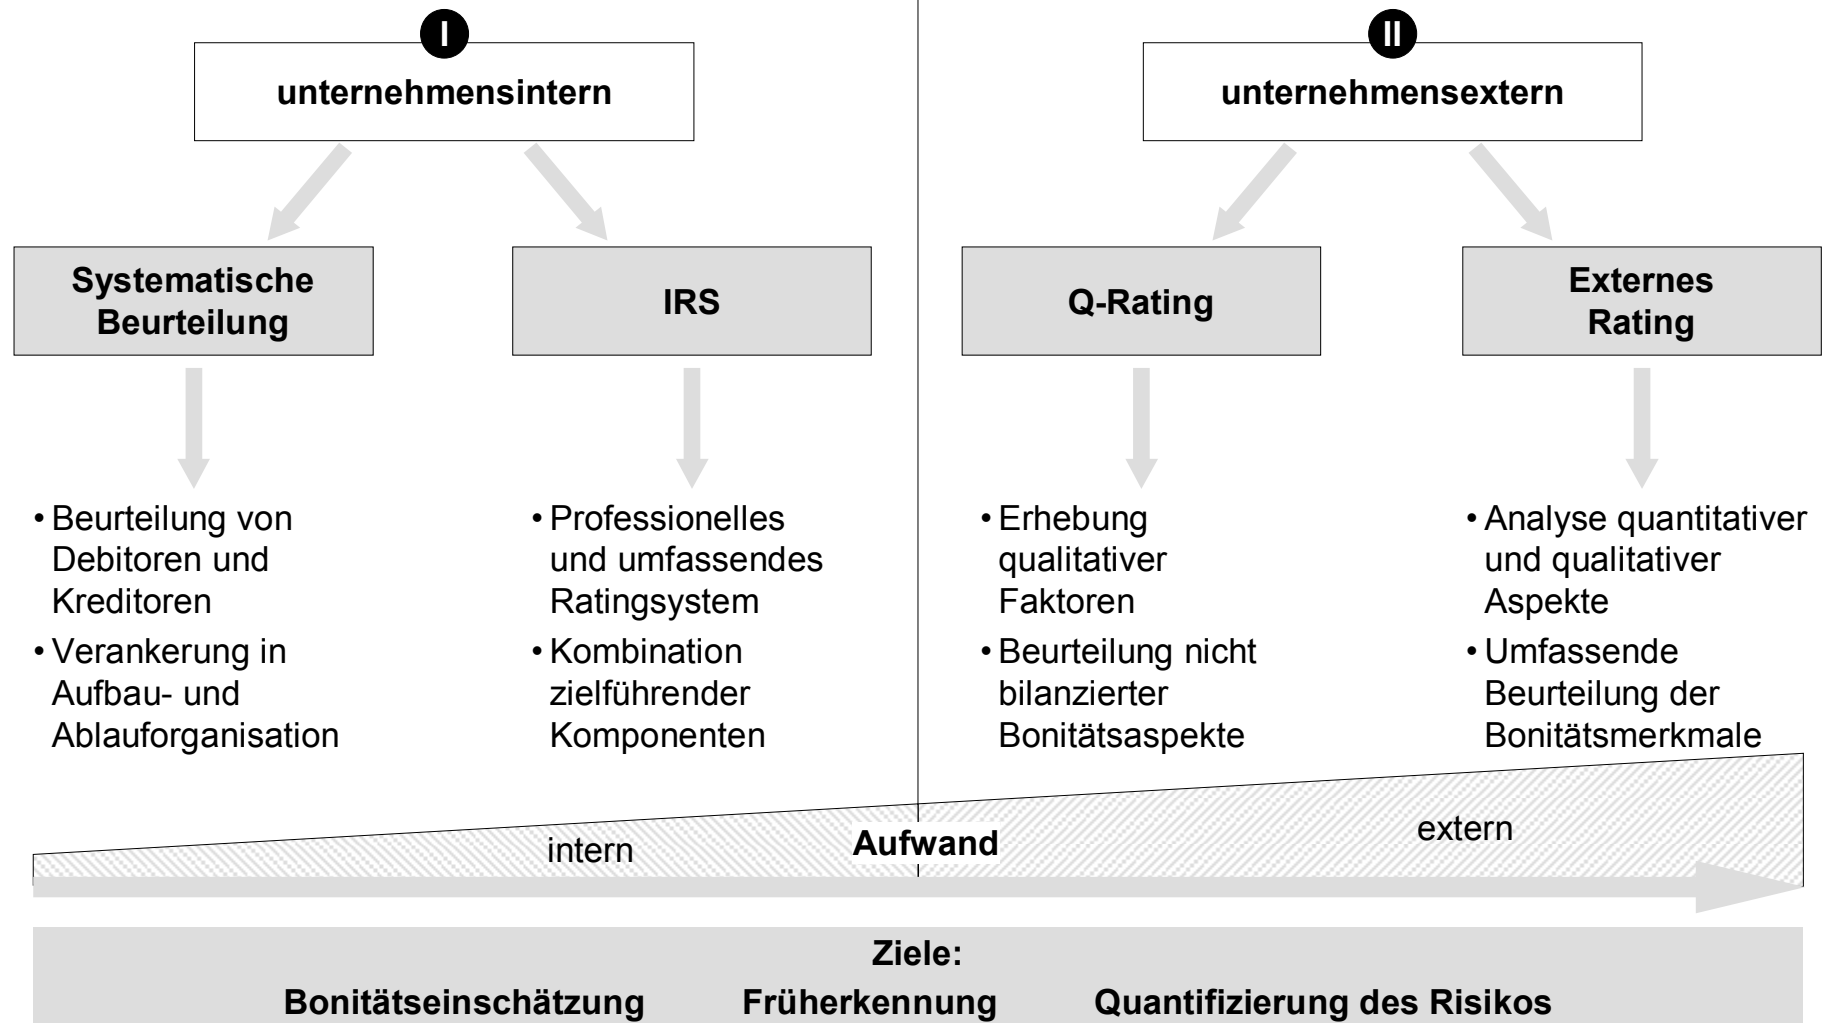 I
unternehmensintern
II
unternehmensextern
Systematische
Beurteilung
IRS
Q-Rating
Externes
Rating
• Beurteilung von
Debitoren und
Kreditoren
• Verankerung in
Aufbau- und
Ablauforganisation
• Professionelles
und umfassendes
Ratingsystem
• Kombination
zielführender
Komponenten
• Erhebung
qualitativer
Faktoren
• Beurteilung nicht
bilanzierter
Bonitätsaspekte
• Analyse quantitativer
und qualitativer
Aspekte
• Umfassende
Beurteilung der
Bonitätsmerkmale
intern
Aufwand
extern
Ziele:
Bonitätseinschätzung Früherkennung Quantifizierung des Risikos